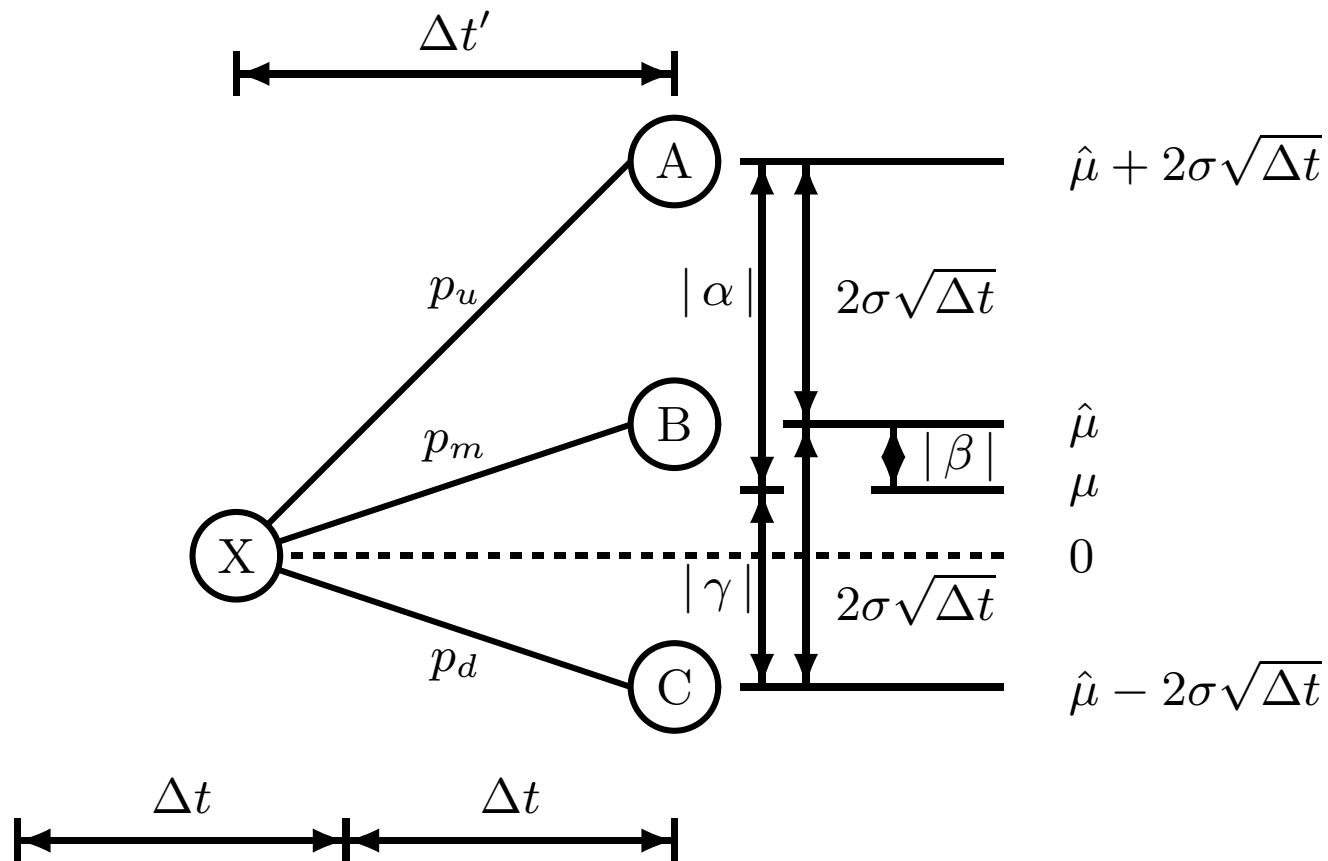 Δt′
A
μ̂ + 2σ√Δt
p_u
| α |
2σ√Δt
B
μ̂
p_m
| β |
μ
X
0
| γ |
2σ√Δt
p_d
C
μ̂ − 2σ√Δt
Δt
Δt